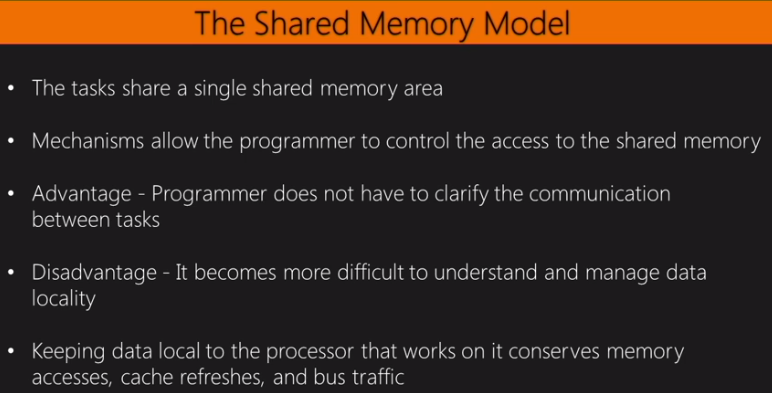 The Shared Memory Model
• The tasks share a single shared memory area
• Mechanisms allow the programmer to control the access to the shared memory
• Advantage - Programmer does not have to clarify the communication
between tasks
• Disadvantage - It becomes more difficult to understand and manage data
locality
• Keeping data local to the processor that works on it conserves memory
accesses, cache refreshes, and bus traffic